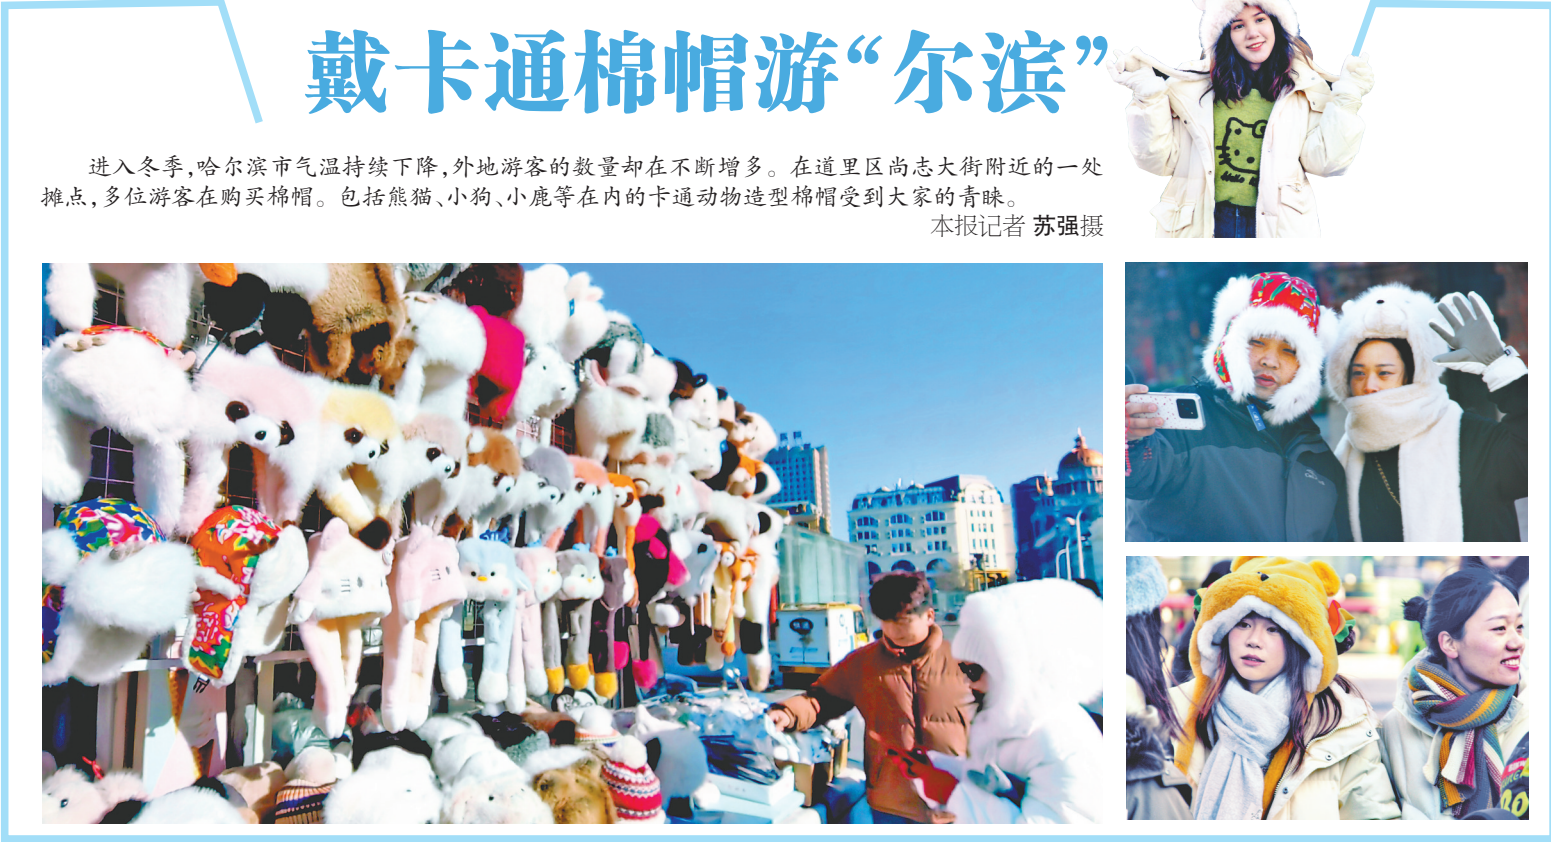 戴卡通棉帽游“尔滨”
进入冬季,哈尔滨市气温持续下降,外地游客的数量却在不断增多。在道里区尚志大街附近的一处
摊点,多位游客在购买棉帽。包括熊猫、小狗、小鹿等在内的卡通动物造型棉帽受到大家的青睐。
本报记者 苏强摄